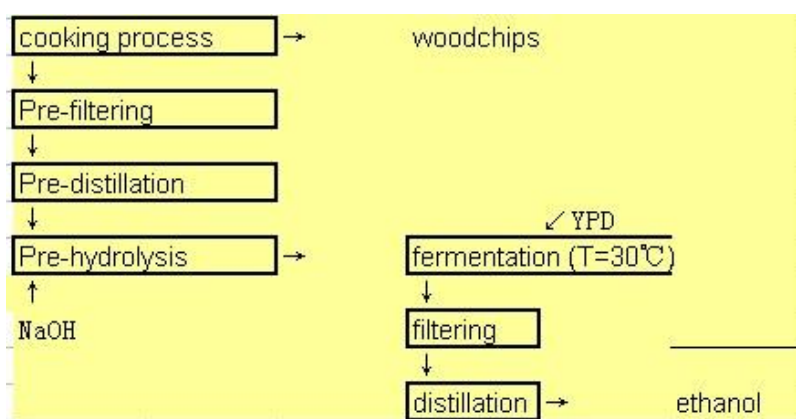 cooking process → woodchips
↓
Pre-filtering
↓
Pre-distillation
↓ ↙ YPD
Pre-hydrolysis → fermentation (T=30℃)
↑ ↓
NaOH filtering
↓
distillation → ethanol